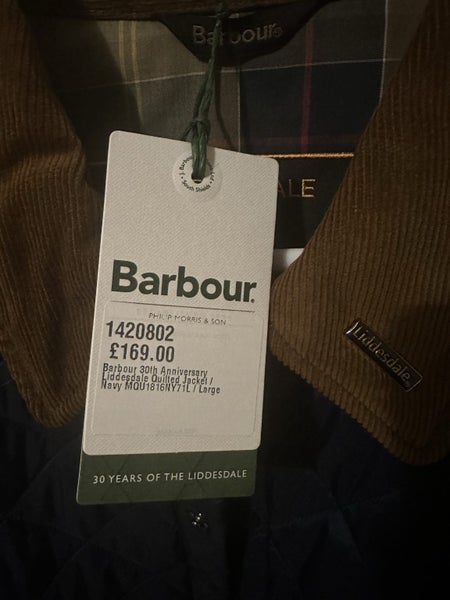 Barbour®
DALE
Barbour®
PHILIP MORRIS & SON
1420802
£169.00
Barbour 30th Anniversary
Liddesdale Quilted Jacket /
Navy MQU1816NY71L / Large
30 YEARS OF THE LIDDESDALE
Liddesdale®